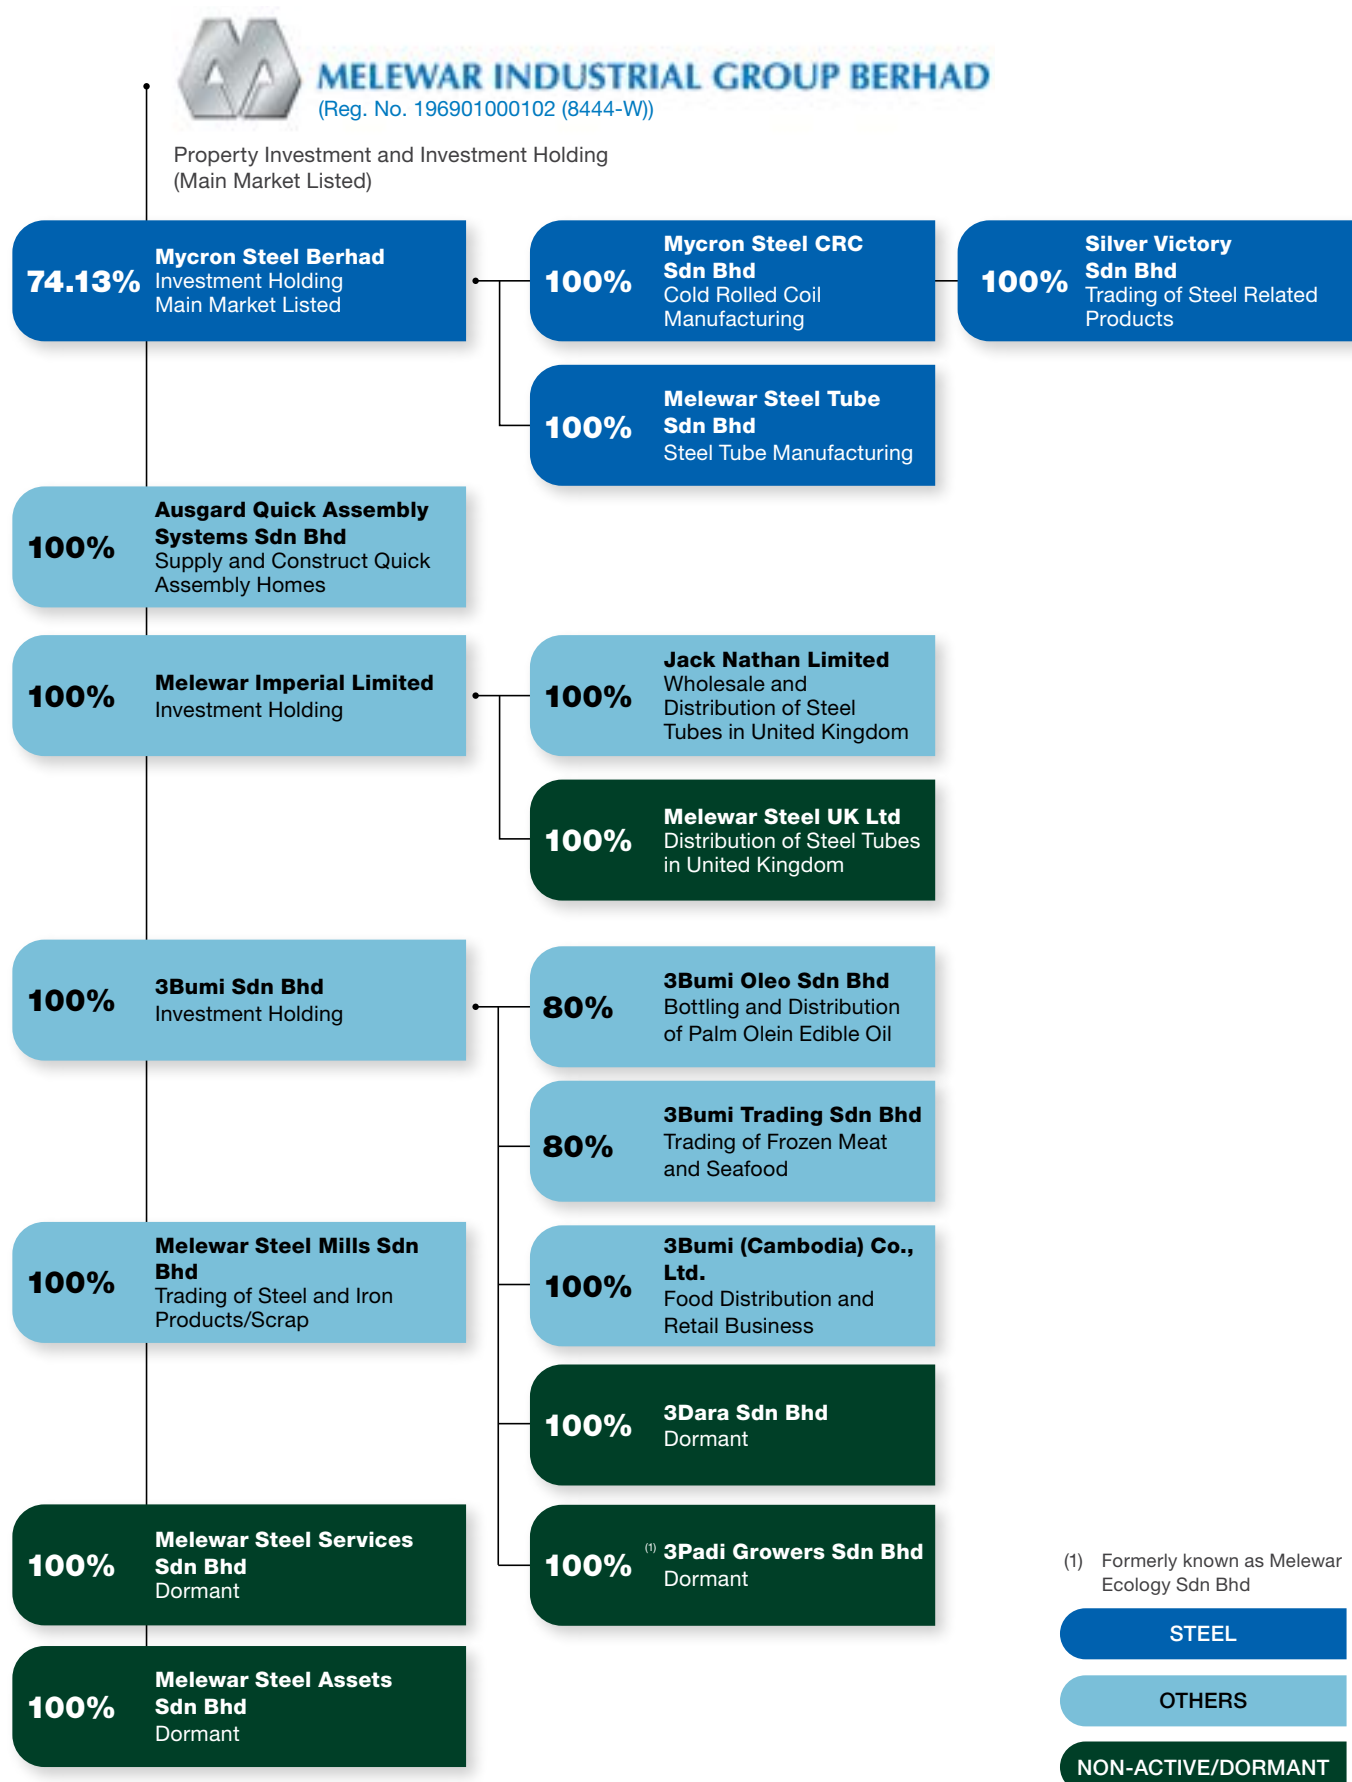 MELEWAR INDUSTRIAL GROUP BERHAD
(Reg. No. 196901000102 (8444-W))
Property Investment and Investment Holding
(Main Market Listed)
74.13%
Mycron Steel Berhad
Investment Holding
Main Market Listed
100%
Mycron Steel CRC
Sdn Bhd
Cold Rolled Coil
Manufacturing
100%
Silver Victory
Sdn Bhd
Trading of Steel Related
Products
100%
Melewar Steel Tube
Sdn Bhd
Steel Tube Manufacturing
100%
Ausgard Quick Assembly
Systems Sdn Bhd
Supply and Construct Quick
Assembly Homes
100%
Melewar Imperial Limited
Investment Holding
100%
Jack Nathan Limited
Wholesale and
Distribution of Steel
Tubes in United Kingdom
100%
Melewar Steel UK Ltd
Distribution of Steel Tubes
in United Kingdom
100%
3Bumi Sdn Bhd
Investment Holding
80%
3Bumi Oleo Sdn Bhd
Bottling and Distribution
of Palm Olein Edible Oil
80%
3Bumi Trading Sdn Bhd
Trading of Frozen Meat
and Seafood
100%
Melewar Steel Mills Sdn
Bhd
Trading of Steel and Iron
Products/Scrap
100%
3Bumi (Cambodia) Co.,
Ltd.
Food Distribution and
Retail Business
100%
3Dara Sdn Bhd
Dormant
100%
Melewar Steel Services
Sdn Bhd
Dormant
100%
(1) 3Padi Growers Sdn Bhd
Dormant
100%
Melewar Steel Assets
Sdn Bhd
Dormant
(1) Formerly known as Melewar
Ecology Sdn Bhd
STEEL
OTHERS
NON-ACTIVE/DORMANT